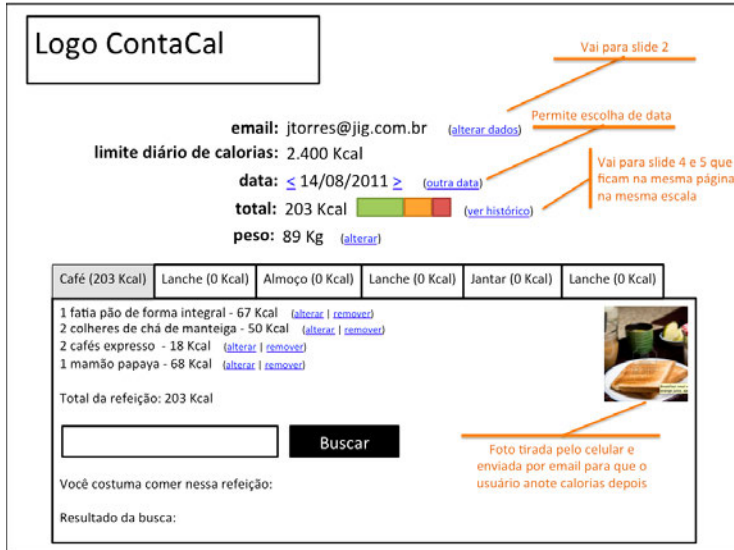 Logo ContaCal
Vai para slide 2
email: jtorres@jig.com.br (alterar dados)
Permite escolha de data
limite diário de calorias: 2.400 Kcal
data: < 14/08/2011 > (outra data)
Vai para slide 4 e 5 que
ficam na mesma página
na mesma escala
total: 203 Kcal (ver histórico)
peso: 89 Kg (alterar)
Café (203 Kcal) Lanche (0 Kcal) Almoço (0 Kcal) Lanche (0 Kcal) Jantar (0 Kcal) Lanche (0 Kcal)
1 fatia pão de forma integral - 67 Kcal (alterar | remover)
2 colheres de chá de manteiga - 50 Kcal (alterar | remover)
2 cafés expresso - 18 Kcal (alterar | remover)
1 mamão papaya - 68 Kcal (alterar | remover)
Total da refeição: 203 Kcal
Buscar
Foto tirada pelo celular e
enviada por email para que o
usuário anote calorias depois
Você costuma comer nessa refeição:
Resultado da busca: